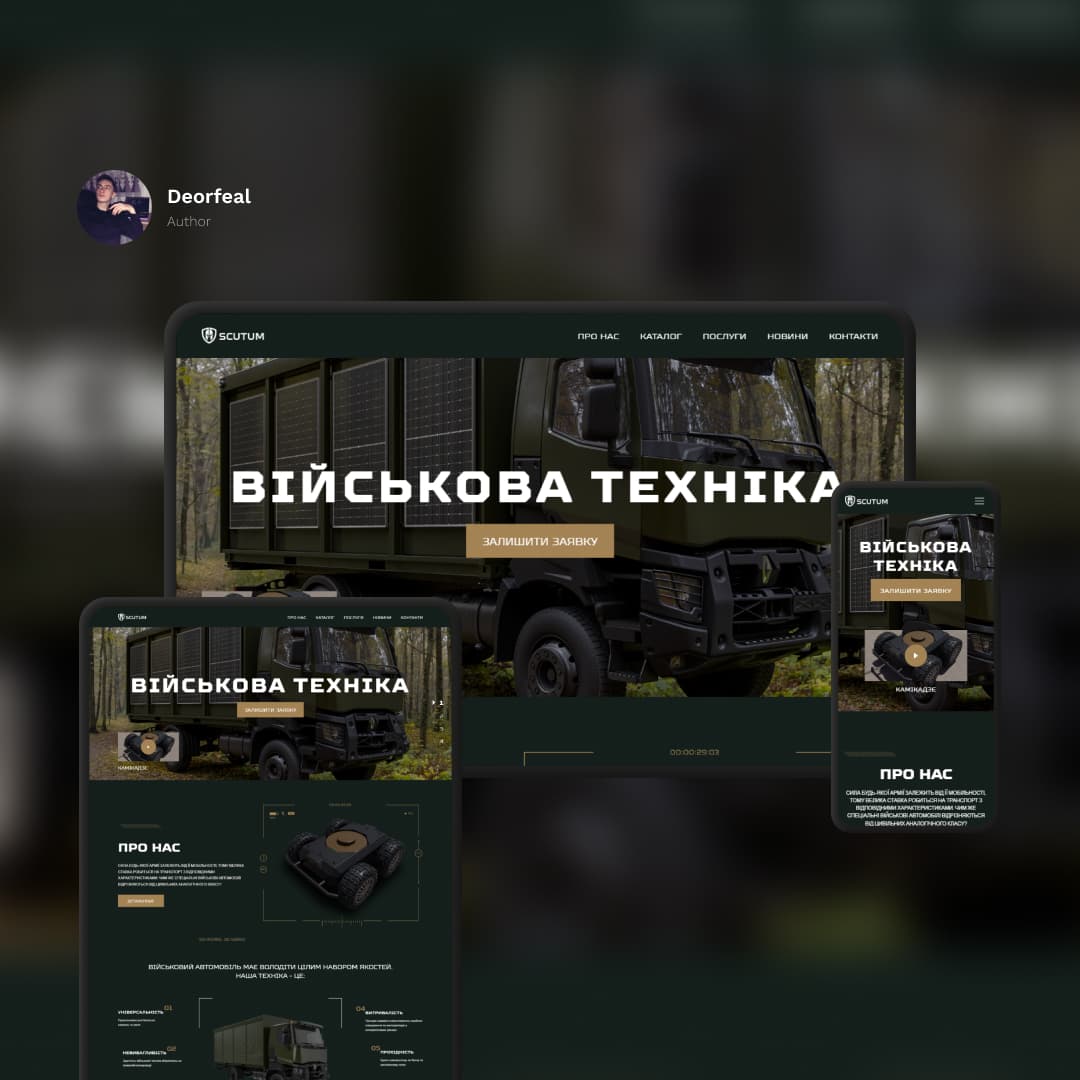 Deorfeal
Author
SCUTUM
ПРО НАС КАТАЛОГ ПОСЛУГИ НОВИНИ КОНТАКТИ
ВІЙСЬКОВА ТЕХНІКА
ЗАЛИШИТИ ЗАЯВКУ
00:00:29:03
SCUTUM
ВІЙСЬКОВА
ТЕХНІКА
ЗАЛИШИТИ ЗАЯВКУ
КАМІКАДЗЕ
ПРО НАС
СИЛА БУДЬ-ЯКОЇ АРМІЇ ЗАЛЕЖИТЬ ВІД ЇЇ МОБІЛЬНОСТІ,
ТОМУ ВЕЛИКА СТАВКА РОБИТЬСЯ НА ТРАНСПОРТ З
ВІДПОВІДНИМИ ХАРАКТЕРИСТИКАМИ. ЧИМ ЖЕ
СПЕЦІАЛЬНІ ВІЙСЬКОВІ АВТОМОБІЛІ ВІДРІЗНЯЮТЬСЯ
ВІД ЦИВІЛЬНИХ АНАЛОГІЧНОГО КЛАСУ?
SCUTUM
ПРО НАС КАТАЛОГ ПОСЛУГИ НОВИНИ КОНТАКТИ
ВІЙСЬКОВА ТЕХНІКА
ЗАЛИШИТИ ЗАЯВКУ
1
КАМІКАДЗЕ
ПРО НАС
СИЛА БУДЬ-ЯКОЇ АРМІЇ ЗАЛЕЖИТЬ ВІД ЇЇ МОБІЛЬНОСТІ, ТОМУ ВЕЛИКА
СТАВКА РОБИТЬСЯ НА ТРАНСПОРТ З ВІДПОВІДНИМИ
ХАРАКТЕРИСТИКАМИ. ЧИМ ЖЕ СПЕЦІАЛЬНІ ВІЙСЬКОВІ АВТОМОБІЛІ
ВІДРІЗНЯЮТЬСЯ ВІД ЦИВІЛЬНИХ АНАЛОГІЧНОГО КЛАСУ?
ВІЙСЬКОВИЙ АВТОМОБІЛЬ МАЄ ВОЛОДІТИ ЦІЛИМ НАБОРОМ ЯКОСТЕЙ.
НАША ТЕХНІКА - ЦЕ:
УНІВЕРСАЛЬНІСТЬ 01
04 ВИТРИВАЛІСТЬ
НЕВИБАГЛИВІСТЬ 02
05 ПРОХІДНІСТЬ